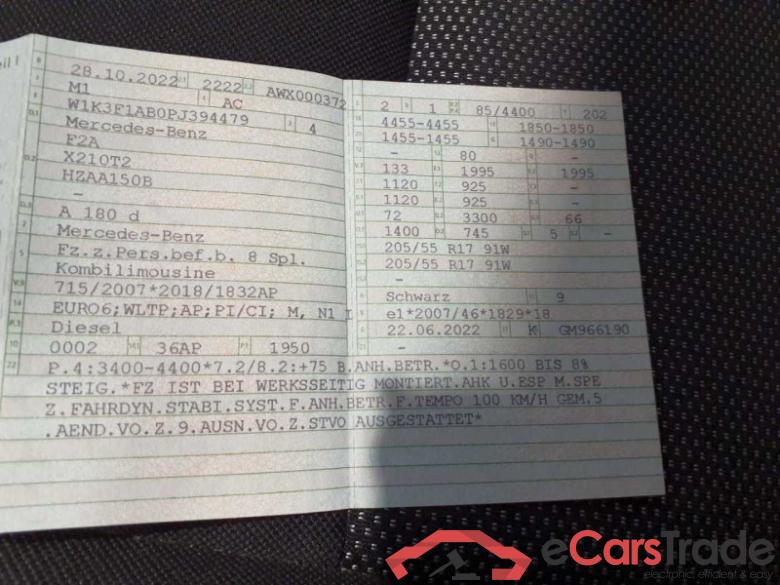 28.10.2022 2222 AWX000372
M1 AC
W1K3F1AB0PJ394479 4
Mercedes-Benz
F2A
X210T2
HZAA150B
-
A 180 d
Mercedes-Benz
Fz.z.Pers.bef.b. 8 Spl.
Kombilimousine
715/2007*2018/1832AP
EURO6;WLTP;AP;PI/CI; M, N1 I
Diesel
0002 36AP 1950
2 1 85/4400 202
4455-4455 1850-1850
1455-1455 1490-1490
- 80 -
133 1995 1995
1120 925 -
1120 925 -
72 3300 66
1400 745 5 -
205/55 R17 91W
205/55 R17 91W
-
Schwarz 9
e1*2007/46*1829*18
22.06.2022 K GM966190
-
P.4:3400-4400*7.2/8.2:+75 B.ANH.BETR.*O.1:1600 BIS 8%
STEIG.*FZ IST BEI WERKSSEITIG MONTIERT.AHK U.ESP M.SPE
Z.FAHRDYN.STABI.SYST.F.ANH.BETR.F.TEMPO 100 KM/H GEM.5
.AEND.VO.Z.9.AUSN.VO.Z.STVO AUSGESTATTET*
eCarsTrade
electronic, efficient & easy